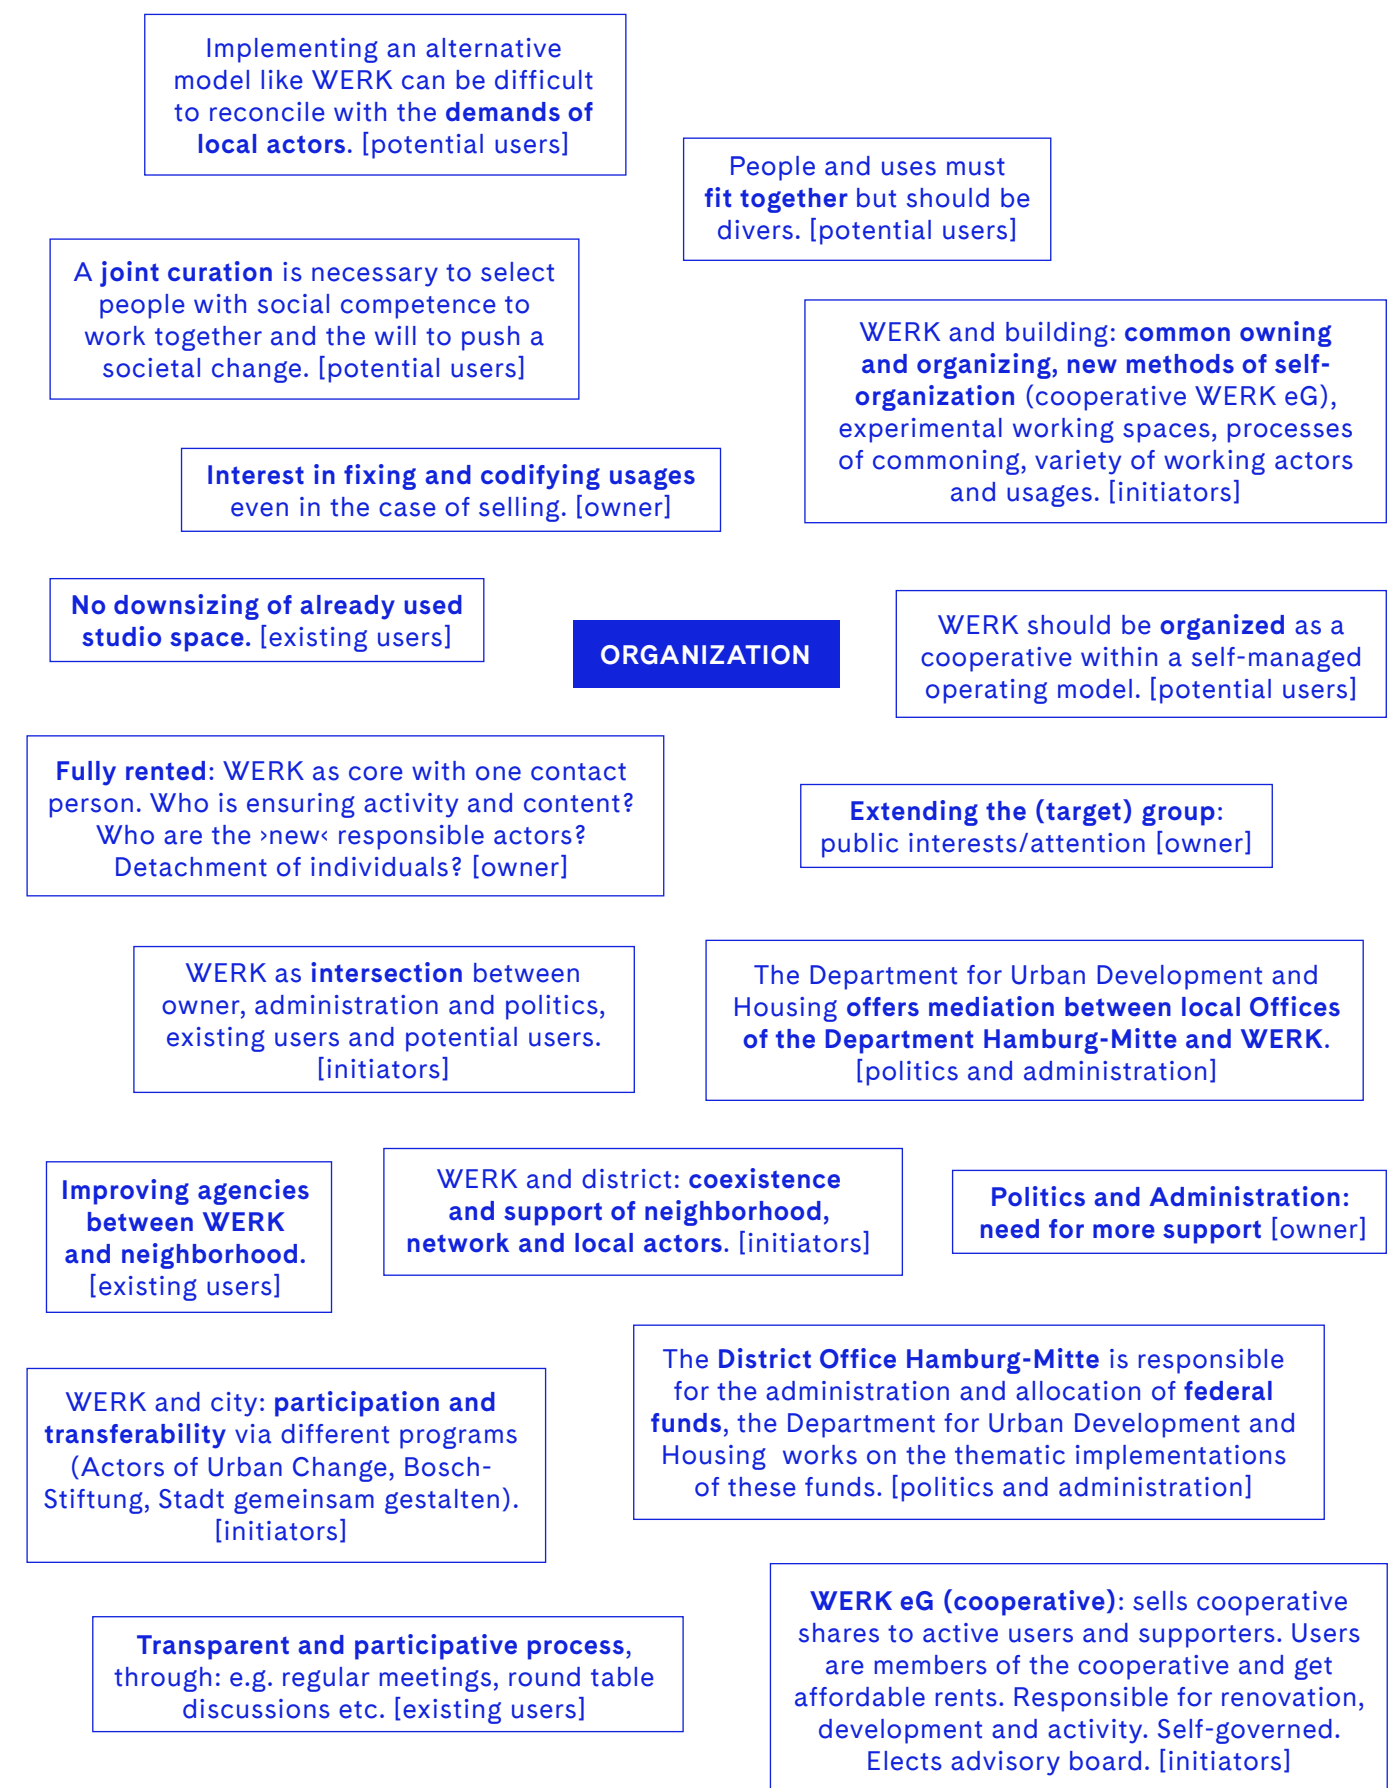 Implementing an alternative
model like WERK can be difficult
to reconcile with the demands of
local actors. [potential users]
People and uses must
fit together but should be
divers. [potential users]
A joint curation is necessary to select
people with social competence to
work together and the will to push a
societal change. [potential users]
WERK and building: common owning
and organizing, new methods of self-
organization (cooperative WERK eG),
experimental working spaces, processes
of commoning, variety of working actors
and usages. [initiators]
Interest in fixing and codifying usages
even in the case of selling. [owner]
No downsizing of already used
studio space. [existing users]
ORGANIZATION
WERK should be organized as a
cooperative within a self-managed
operating model. [potential users]
Fully rented: WERK as core with one contact
person. Who is ensuring activity and content?
Who are the ›new‹ responsible actors?
Detachment of individuals? [owner]
Extending the (target) group:
public interests/attention [owner]
WERK as intersection between
owner, administration and politics,
existing users and potential users.
[initiators]
The Department for Urban Development and
Housing offers mediation between local Offices
of the Department Hamburg-Mitte and WERK.
[politics and administration]
Improving agencies
between WERK
and neighborhood.
[existing users]
WERK and district: coexistence
and support of neighborhood,
network and local actors. [initiators]
Politics and Administration:
need for more support [owner]
The District Office Hamburg-Mitte is responsible
for the administration and allocation of federal
funds, the Department for Urban Development and
Housing works on the thematic implementations
of these funds. [politics and administration]
WERK and city: participation and
transferability via different programs
(Actors of Urban Change, Bosch-
Stiftung, Stadt gemeinsam gestalten).
[initiators]
WERK eG (cooperative): sells cooperative
shares to active users and supporters. Users
are members of the cooperative and get
affordable rents. Responsible for renovation,
development and activity. Self-governed.
Elects advisory board. [initiators]
Transparent and participative process,
through: e.g. regular meetings, round table
discussions etc. [existing users]